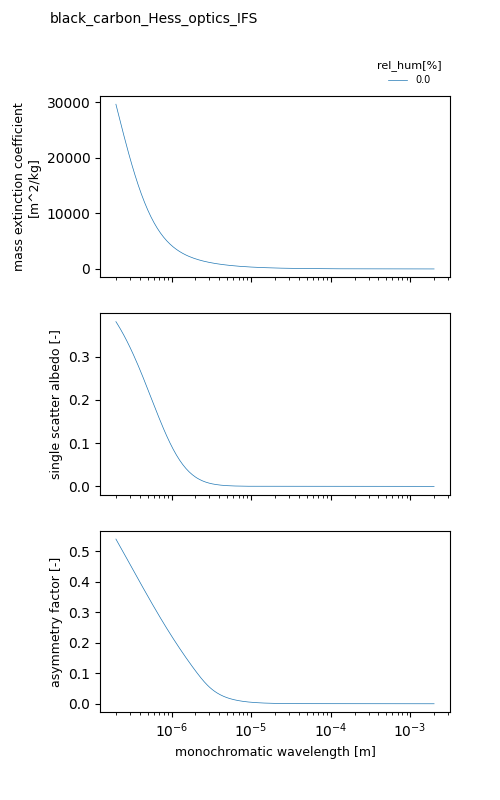 black_carbon_Hess_optics_IFS
rel_hum[%]
0.0
mass extinction coefficient
[m^2/kg]
30000
20000
10000
0
single scatter albedo [-]
0.3
0.2
0.1
0.0
asymmetry factor [-]
0.5
0.4
0.3
0.2
0.1
0.0
10⁻⁶ 10⁻⁵ 10⁻⁴ 10⁻³
monochromatic wavelength [m]